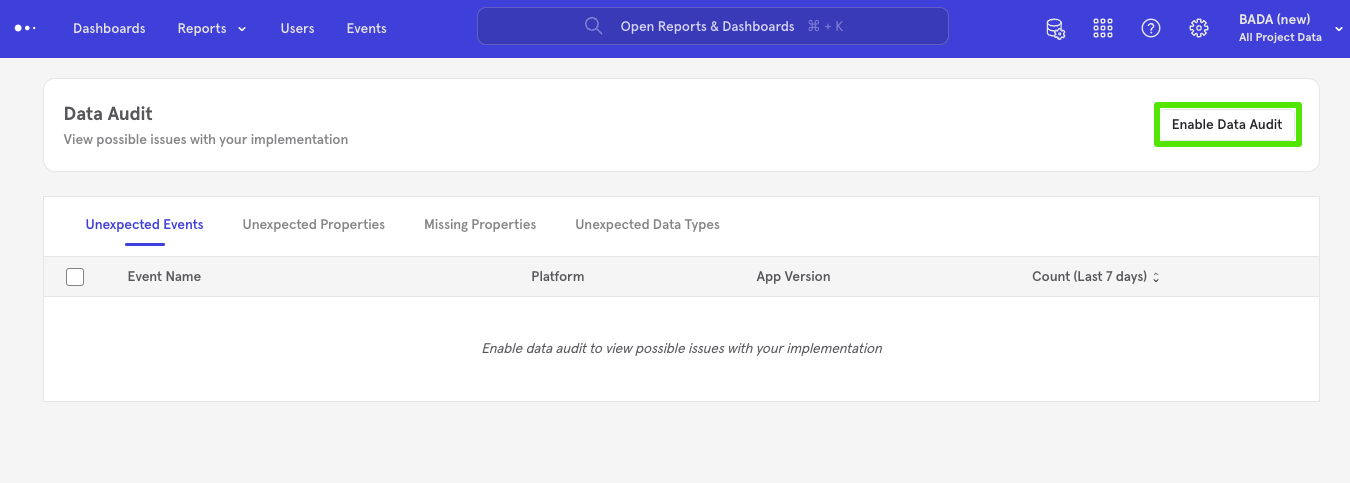 Dashboards Reports Users Events Open Reports & Dashboards ⌘ + K BADA (new)
All Project Data
Data Audit
View possible issues with your implementation
Enable Data Audit
Unexpected Events Unexpected Properties Missing Properties Unexpected Data Types
Event Name Platform App Version Count (Last 7 days)
Enable data audit to view possible issues with your implementation